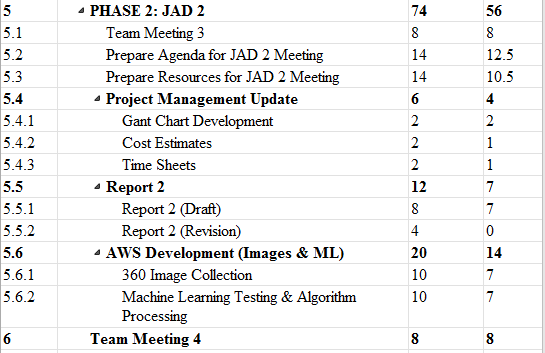 5 PHASE 2: JAD 2 74 56
5.1 Team Meeting 3 8 8
5.2 Prepare Agenda for JAD 2 Meeting 14 12.5
5.3 Prepare Resources for JAD 2 Meeting 14 10.5
5.4 Project Management Update 6 4
5.4.1 Gant Chart Development 2 2
5.4.2 Cost Estimates 2 1
5.4.3 Time Sheets 2 1
5.5 Report 2 12 7
5.5.1 Report 2 (Draft) 8 7
5.5.2 Report 2 (Revision) 4 0
5.6 AWS Development (Images & ML) 20 14
5.6.1 360 Image Collection 10 7
5.6.2 Machine Learning Testing & Algorithm 10 7
Processing
6 Team Meeting 4 8 8